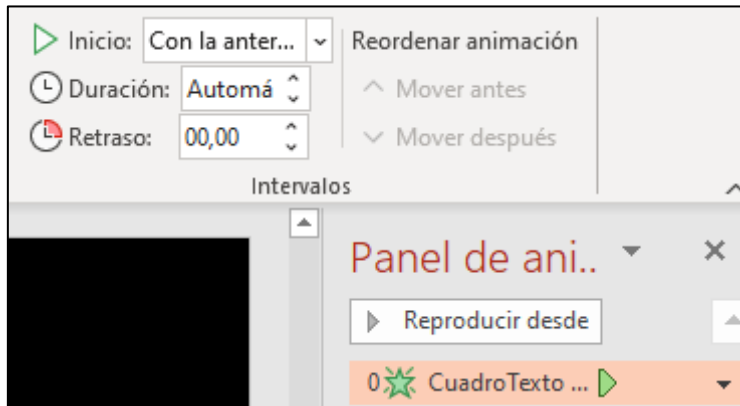 Inicio: Con la anter... Reordenar animación
Duración: Automá Mover antes
Retraso: 00,00 Mover después
Intervalos
Panel de ani..
Reproducir desde
0 CuadroTexto ...